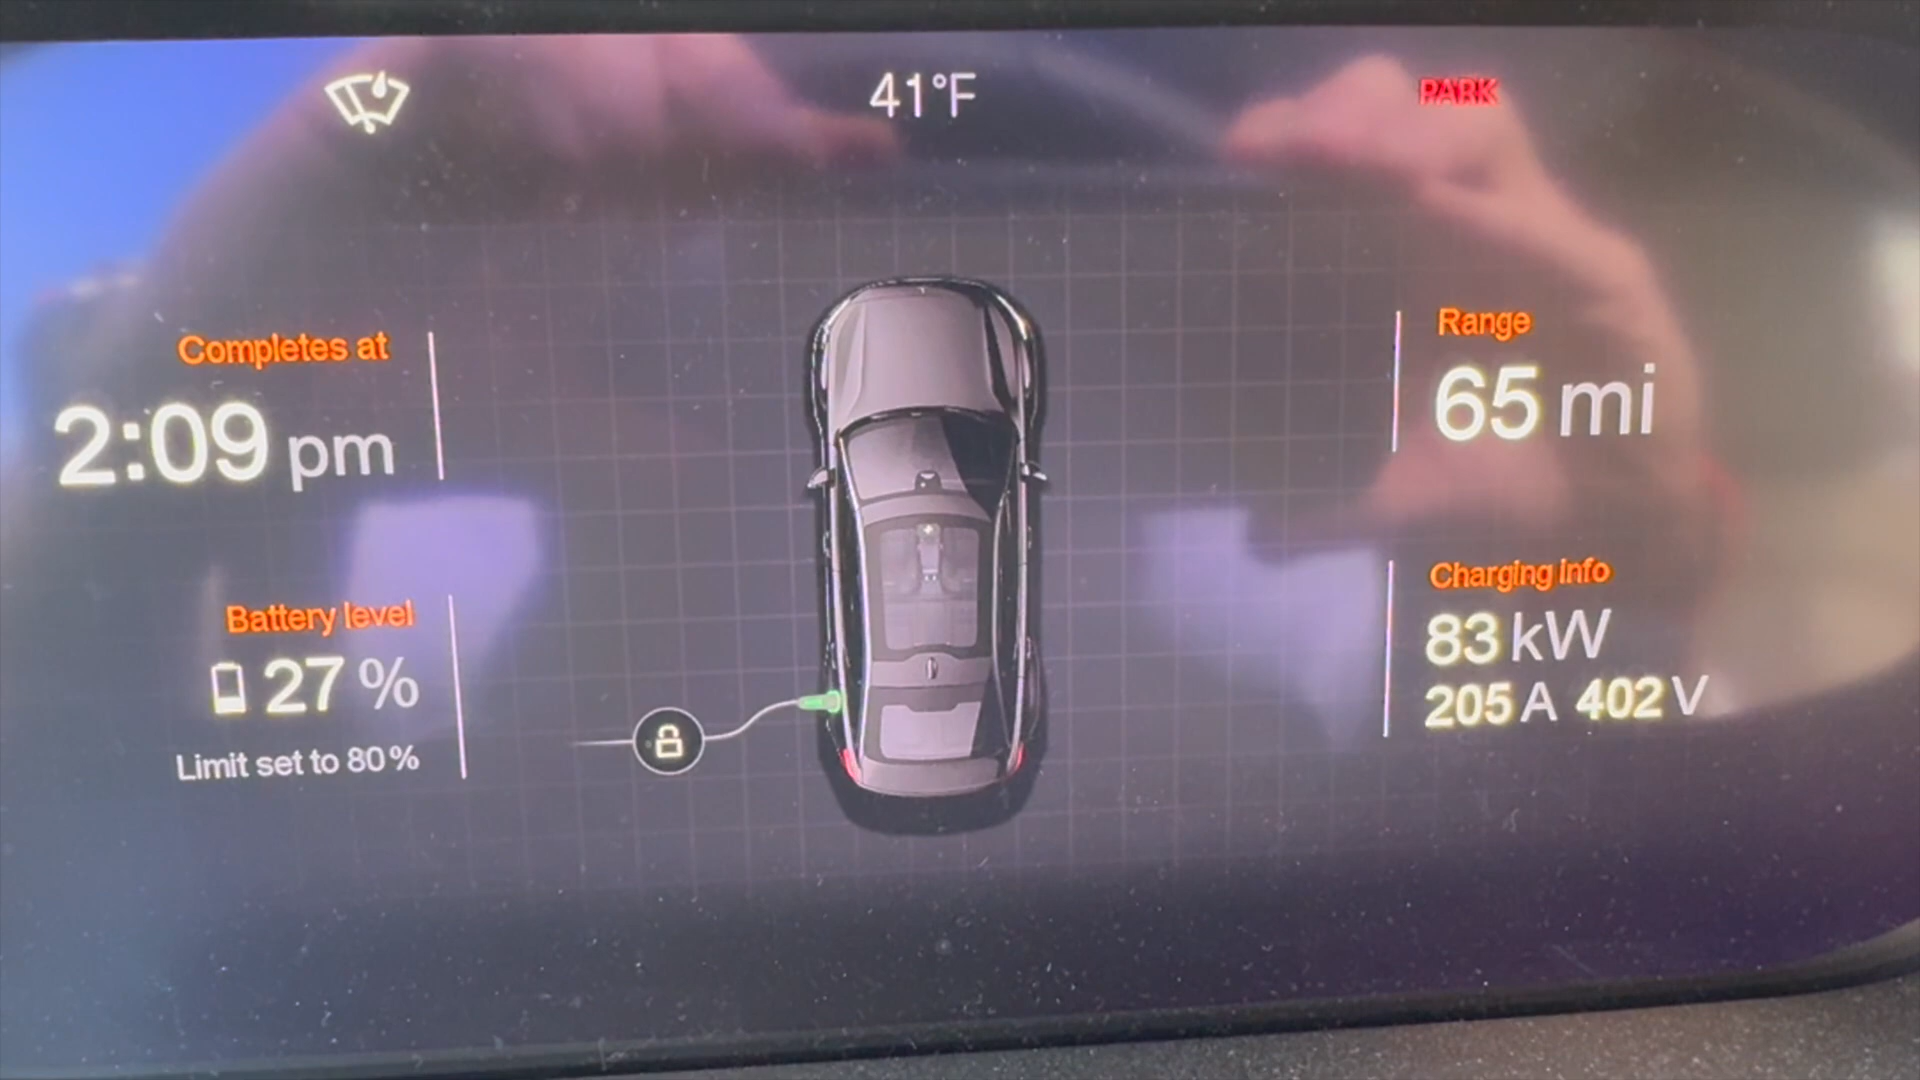 41°F
PARK
Completes at
2:09 pm
Range
65 mi
Battery level
27 %
Limit set to 80 %
Charging info
83 kW
205 A 402 V